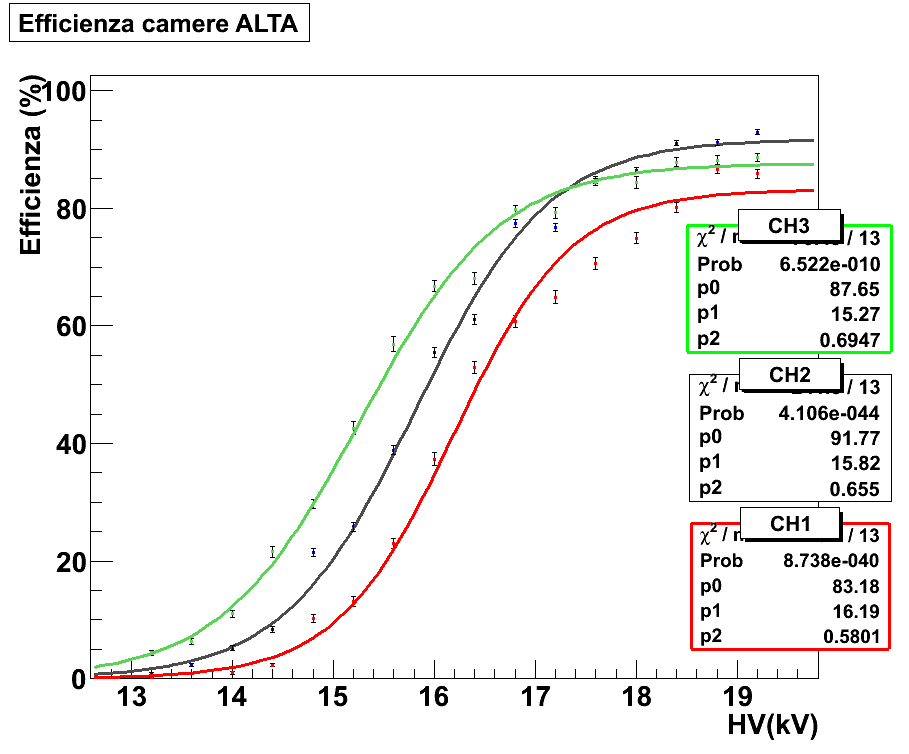 Efficienza camere ALTA
Efficienza (%)
100
80
60
40
20
0
13 14 15 16 17 18 19
HV(kV)
CH3
χ² / 13
Prob 6.522e-010
p0 87.65
p1 15.27
p2 0.6947
CH2
χ² / 13
Prob 4.106e-044
p0 91.77
p1 15.82
p2 0.655
CH1
χ² / 13
Prob 8.738e-040
p0 83.18
p1 16.19
p2 0.5801